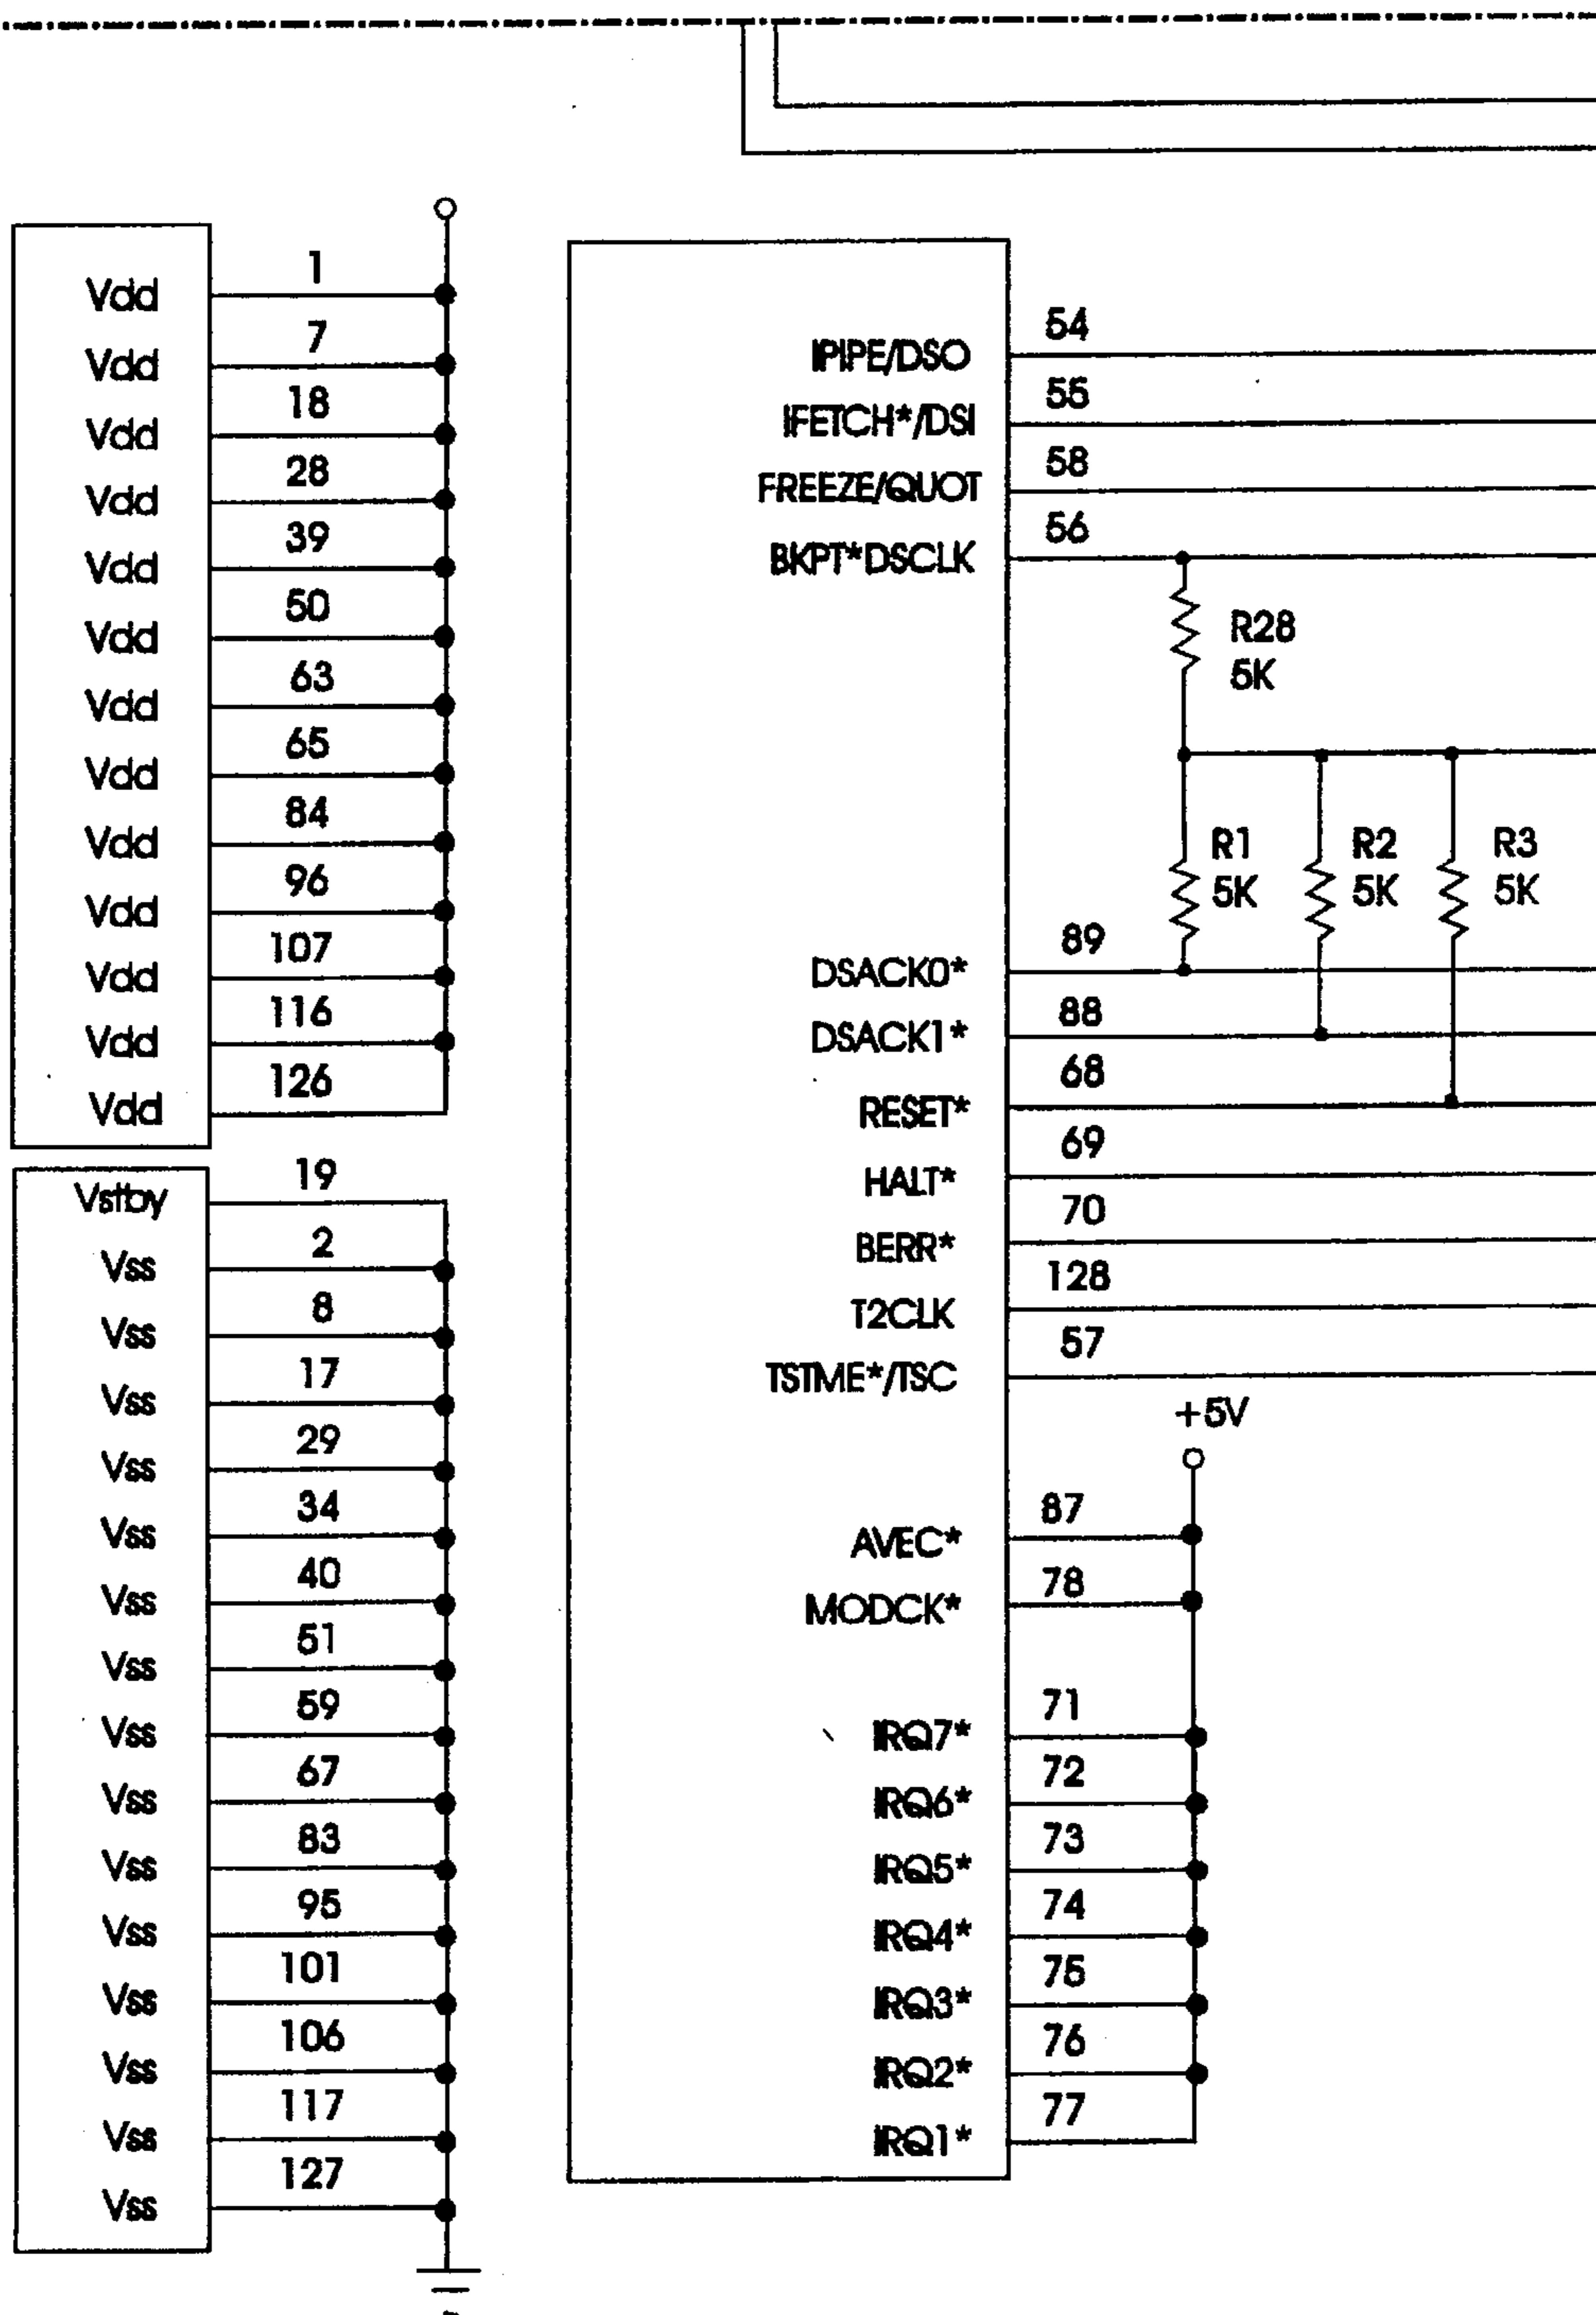 Vdd 1
Vdd 7
Vdd 18
Vdd 28
Vdd 39
Vdd 50
Vdd 63
Vdd 65
Vdd 84
Vdd 96
Vdd 107
Vdd 116
Vdd 126
Vstby 19
Vss 2
Vss 8
Vss 17
Vss 29
Vss 34
Vss 40
Vss 51
Vss 59
Vss 67
Vss 83
Vss 95
Vss 101
Vss 106
Vss 117
Vss 127
IPIPE/DSO 54
IFETCH*/DSI 55
FREEZE/QUOT 58
BKPT*DSCLK 56
R28
5K
R1
5K
R2
5K
R3
5K
DSACK0* 89
DSACK1* 88
RESET* 68
HALT* 69
BERR* 70
T2CLK 128
TSTME*/TSC 57
+5V
AVEC* 87
MODCK* 78
IRQ7* 71
IRQ6* 72
IRQ5* 73
IRQ4* 74
IRQ3* 75
IRQ2* 76
IRQ1* 77